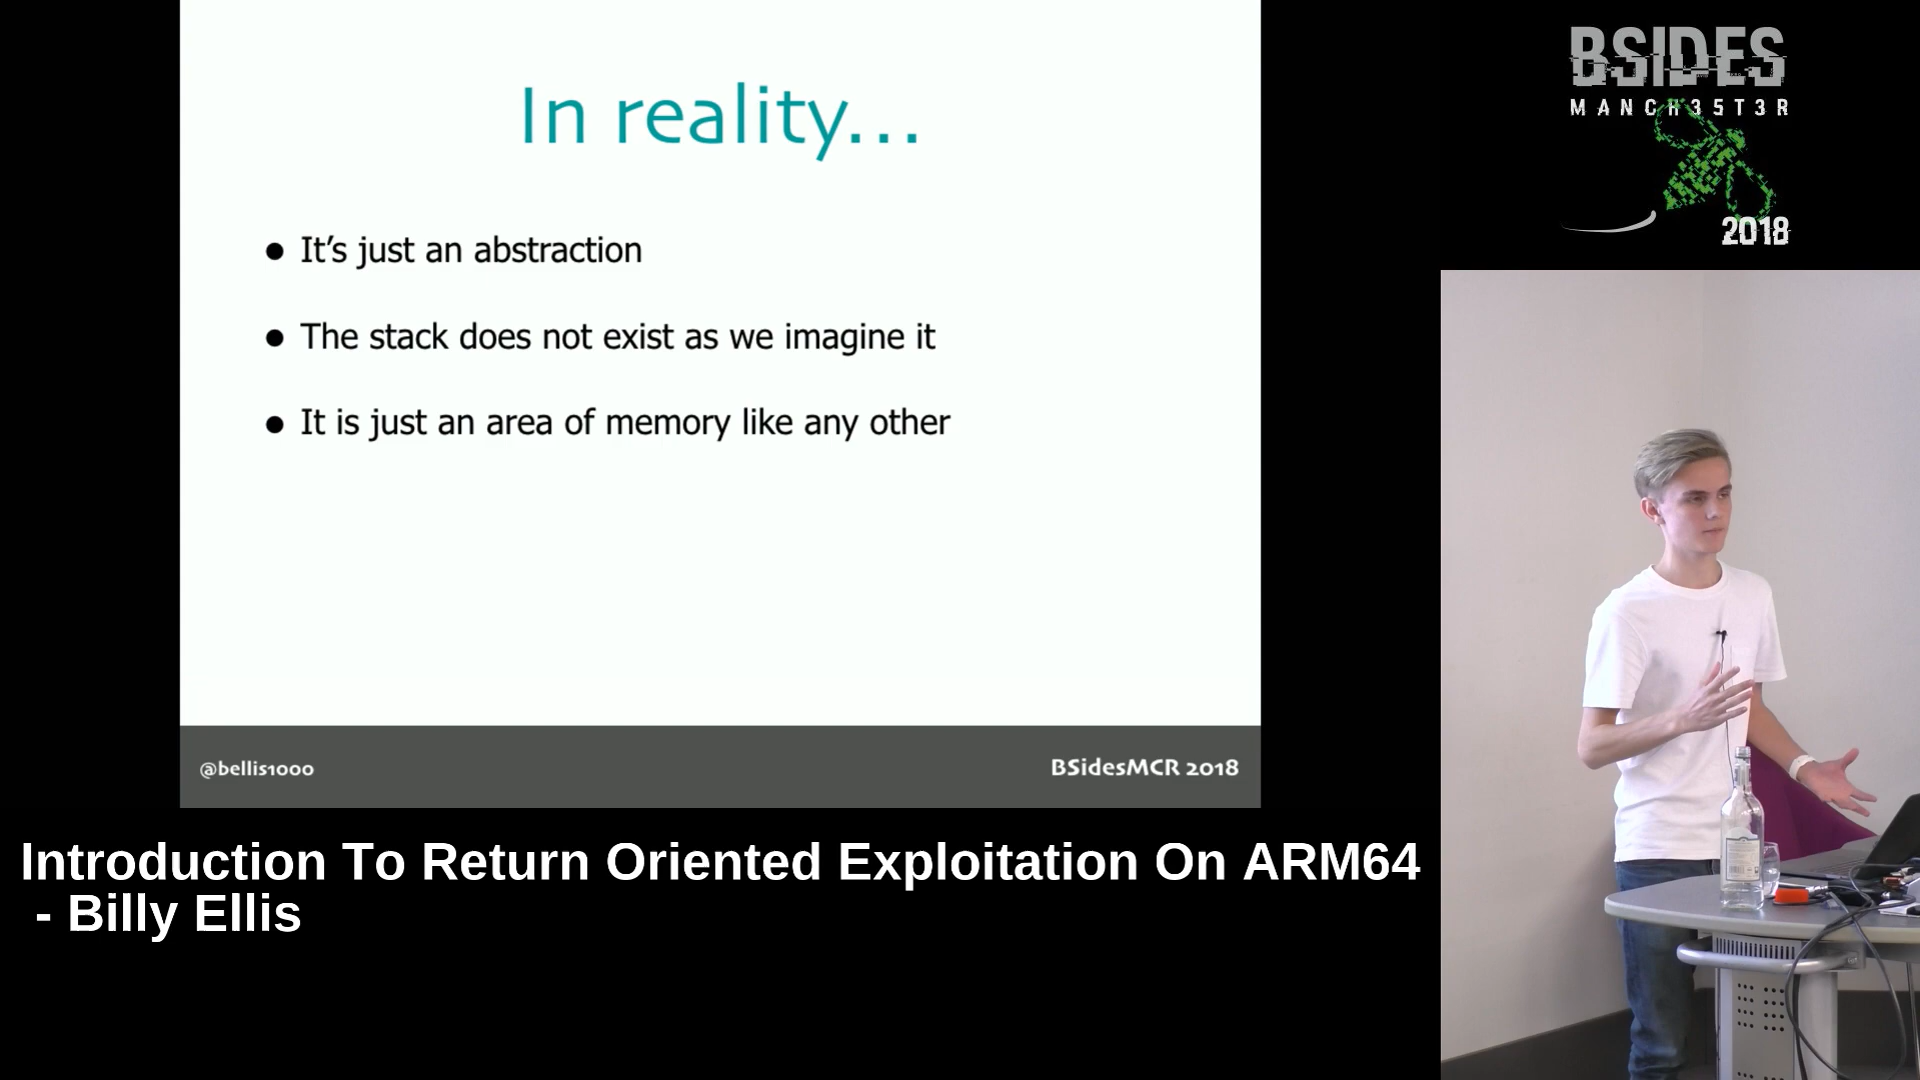 In reality...
• It's just an abstraction
• The stack does not exist as we imagine it
• It is just an area of memory like any other
@bellis1000
BSidesMCR 2018
BSIDES
MANCH35T3R
2018
Introduction To Return Oriented Exploitation On ARM64
- Billy Ellis